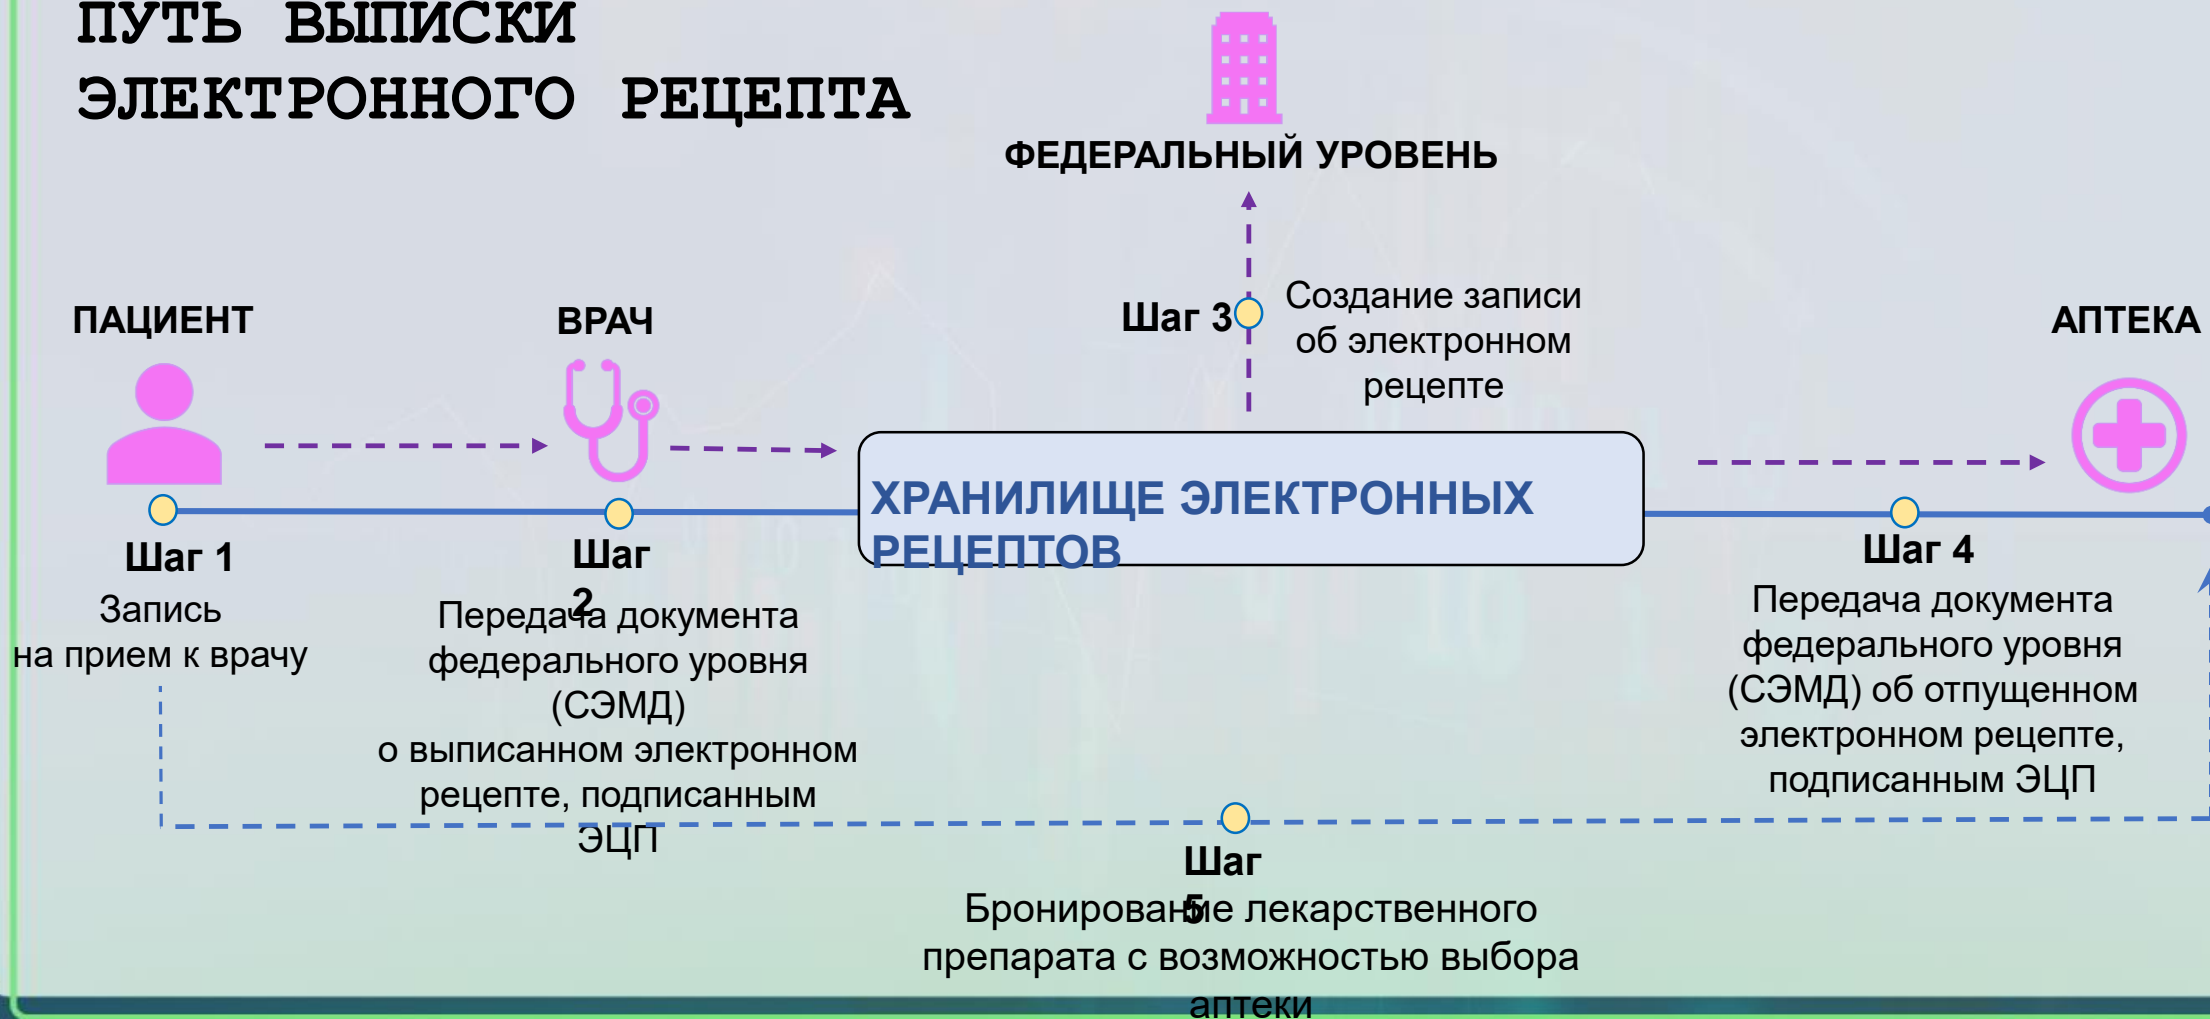 ПУТЬ ВЫПИСКИ
ЭЛЕКТРОННОГО РЕЦЕПТА
ФЕДЕРАЛЬНЫЙ УРОВЕНЬ
Шаг 3
Создание записи
об электронном
рецепте
ПАЦИЕНТ
ВРАЧ
АПТЕКА
ХРАНИЛИЩЕ ЭЛЕКТРОННЫХ
РЕЦЕПТОВ
Шаг 1
Запись
на прием к врачу
Шаг
2
Передача документа
федерального уровня
(СЭМД)
о выписанном электронном
рецепте, подписанным
ЭЦП
Шаг 4
Передача документа
федерального уровня
(СЭМД) об отпущенном
электронном рецепте,
подписанным ЭЦП
Шаг
5
Бронирование лекарственного
препарата с возможностью выбора
аптеки